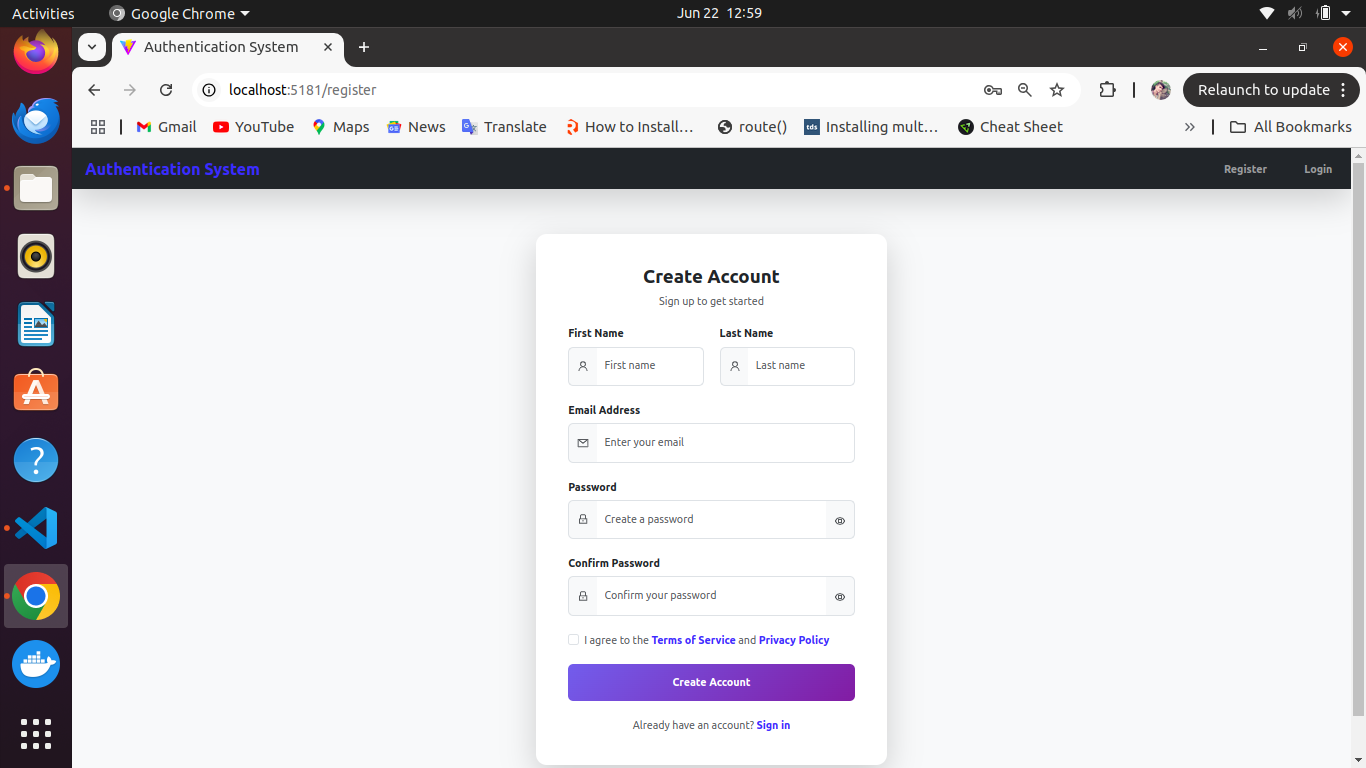 Activities Google Chrome Jun 22 12:59
Authentication System
localhost:5181/register Relaunch to update
Gmail YouTube Maps News Translate How to Install… route() Installing mult… Cheat Sheet » All Bookmarks
Authentication System Register Login
Create Account
Sign up to get started
First Name Last Name
First name Last name
Email Address
Enter your email
Password
Create a password
Confirm Password
Confirm your password
I agree to the Terms of Service and Privacy Policy
Create Account
Already have an account? Sign in